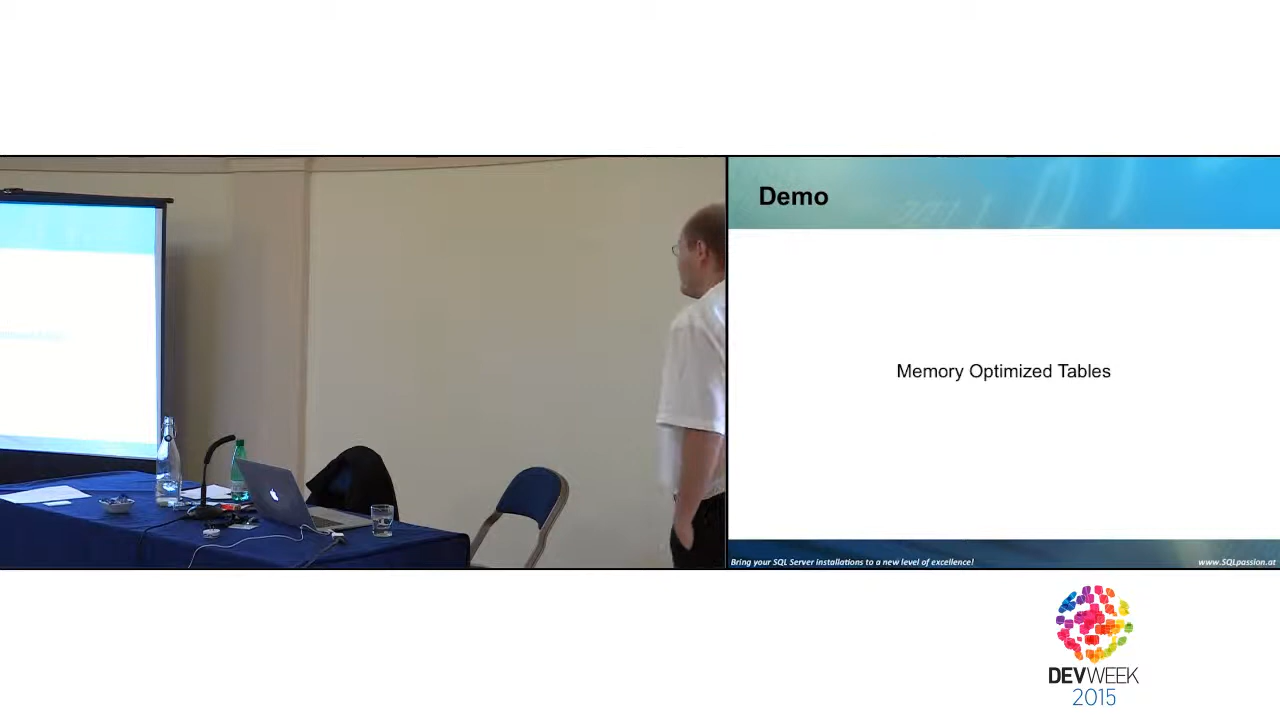 Demo
Memory Optimized Tables
Bring your SQL Server installations to a new level of excellence!
www.SQLpassion.at
DEVWEEK
2015